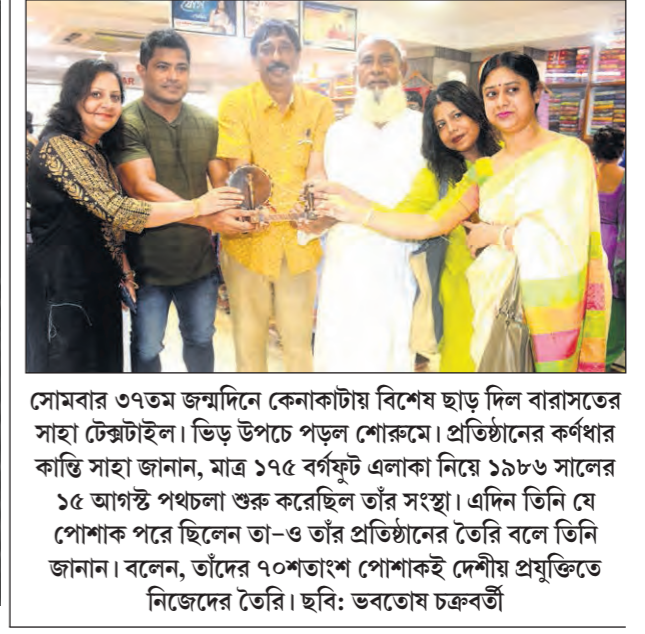 সোমবার ৩৭তম জন্মদিনে কেনাকাটায় বিশেষ ছাড় দিল বারাসতের
সাহা টেক্সটাইল। ভিড় উপচে পড়ল শোরুমে। প্রতিষ্ঠানের কর্ণধার
কান্তি সাহা জানান, মাত্র ১৭৫ বর্গফুট এলাকা নিয়ে ১৯৮৬ সালের
১৫ আগস্ট পথচলা শুরু করেছিল তাঁর সংস্থা। এদিন তিনি যে
পোশাক পরে ছিলেন তা–ও তাঁর প্রতিষ্ঠানের তৈরি বলে তিনি
জানান। বলেন, তাঁদের ৭০শতাংশ পোশাকই দেশীয় প্রযুক্তিতে
নিজেদের তৈরি। ছবি: ভবতোষ চক্রবর্তী